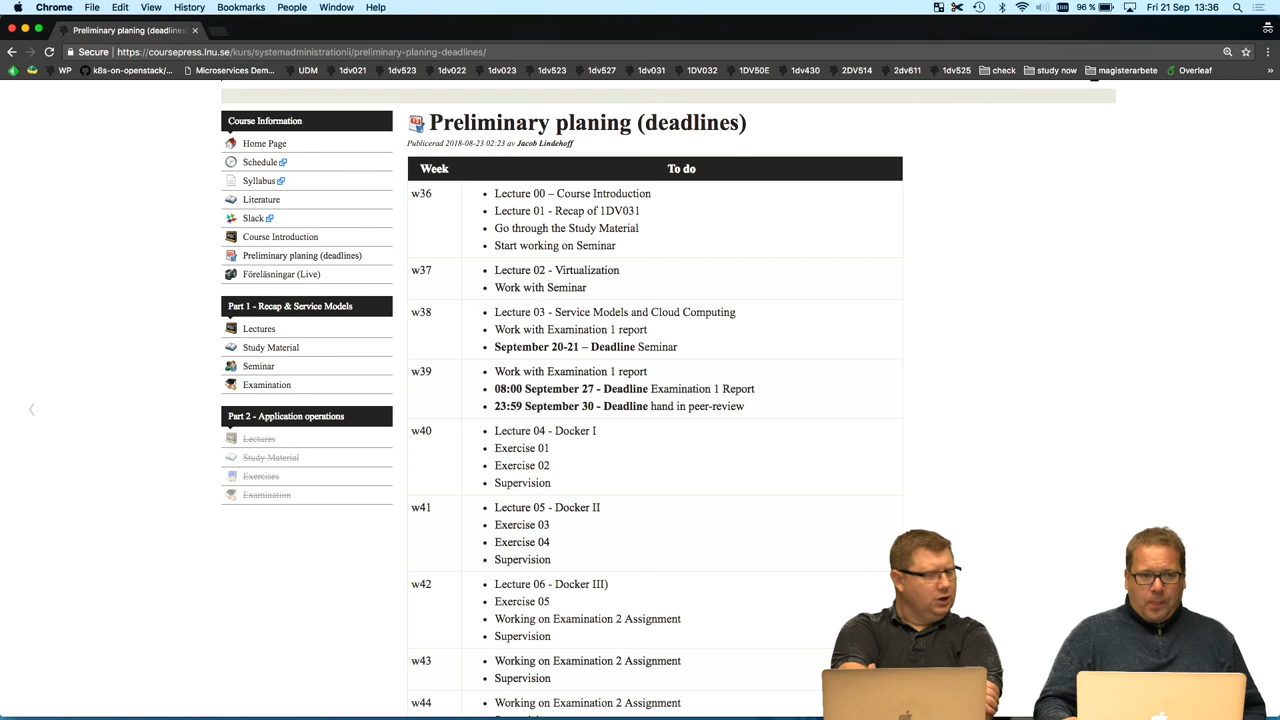 Chrome File Edit View History Bookmarks People Window Help 96 % Fri 21 Sep 13:36
Preliminary planing (deadlines
Secure https://coursepress.lnu.se/kurs/systemadministrationii/preliminary-planing-deadlines/
WP k8s-on-openstack/... Microservices Dem... UDM 1dv021 1dv523 1dv022 1dv023 1dv523 1dv527 1dv031 1DV032 1DV50E 1dv430 2DV514 2dv611 1dv525 check study now magisterarbete Overleaf »
Course Information
Home Page
Schedule
Syllabus
Literature
Slack
Course Introduction
Preliminary planing (deadlines)
Föreläsningar (Live)
Part 1 - Recap & Service Models
Lectures
Study Material
Seminar
Examination
Part 2 - Application operations
Lectures
Study Material
Exercises
Examination
Preliminary planing (deadlines)
Publicerad 2018-08-23 02:23 av Jacob Lindehoff
Week To do
w36
• Lecture 00 – Course Introduction
• Lecture 01 - Recap of 1DV031
• Go through the Study Material
• Start working on Seminar
w37
• Lecture 02 - Virtualization
• Work with Seminar
w38
• Lecture 03 - Service Models and Cloud Computing
• Work with Examination 1 report
• September 20-21 – Deadline Seminar
w39
• Work with Examination 1 report
• 08:00 September 27 - Deadline Examination 1 Report
• 23:59 September 30 - Deadline hand in peer-review
w40
• Lecture 04 - Docker I
• Exercise 01
• Exercise 02
• Supervision
w41
• Lecture 05 - Docker II
• Exercise 03
• Exercise 04
• Supervision
w42
• Lecture 06 - Docker III)
• Exercise 05
• Working on Examination 2 Assignment
• Supervision
w43
• Working on Examination 2 Assignment
• Supervision
w44
• Working on Examination 2 Assignment